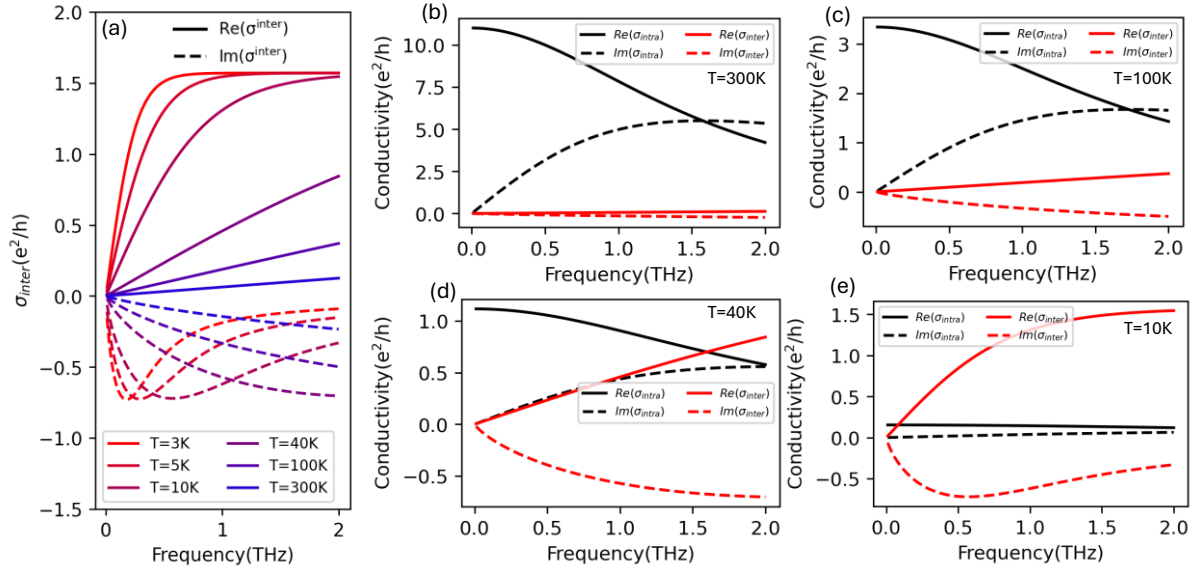 (a)
Re(σ^inter)
Im(σ^inter)
2.0
1.5
1.0
0.5
0.0
−0.5
−1.0
−1.5
σ_inter(e²/h)
T=3K
T=5K
T=10K
T=40K
T=100K
T=300K
0
1
2
Frequency(THz)
(b)
Re(σ_intra)
Im(σ_intra)
Re(σ_inter)
Im(σ_inter)
T=300K
10.0
7.5
5.0
2.5
0.0
Conductivity(e²/h)
0.0 0.5 1.0 1.5 2.0
Frequency(THz)
(c)
Re(σ_intra)
Im(σ_intra)
Re(σ_inter)
Im(σ_inter)
T=100K
3
2
1
0
Conductivity(e²/h)
0.0 0.5 1.0 1.5 2.0
Frequency(THz)
(d)
T=40K
Re(σ_intra)
Im(σ_intra)
Re(σ_inter)
Im(σ_inter)
1.0
0.5
0.0
−0.5
Conductivity(e²/h)
0.0 0.5 1.0 1.5 2.0
Frequency(THz)
(e)
Re(σ_intra)
Im(σ_intra)
Re(σ_inter)
Im(σ_inter)
T=10K
1.5
1.0
0.5
0.0
−0.5
Conductivity(e²/h)
0.0 0.5 1.0 1.5 2.0
Frequency(THz)